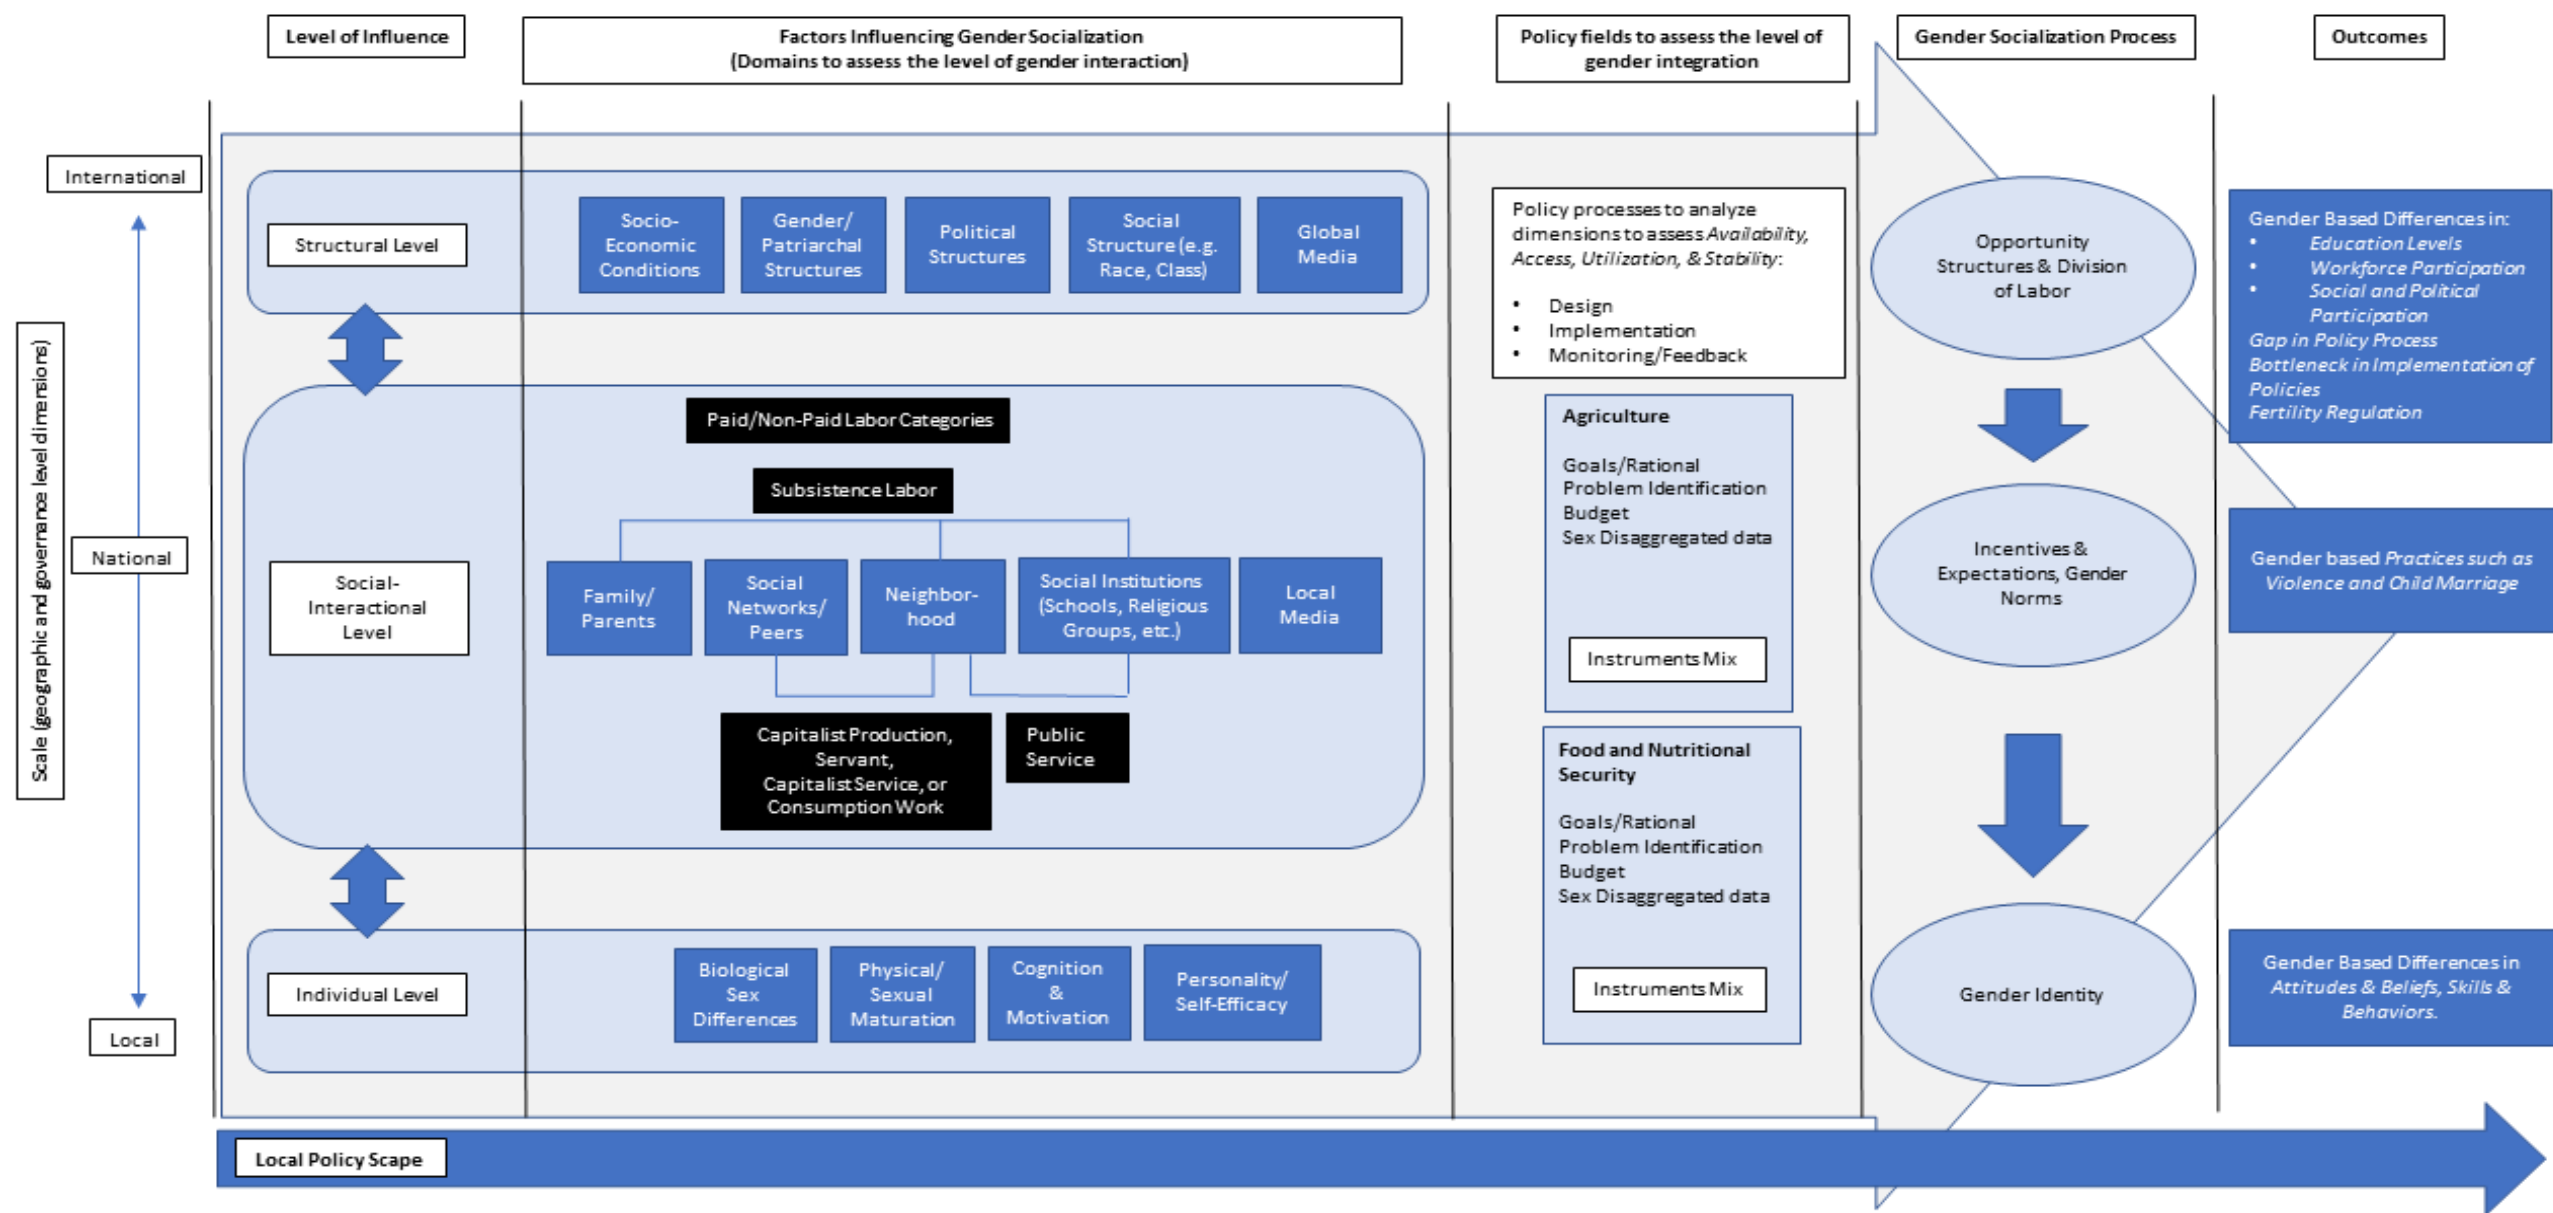 Level of Influence
Factors Influencing Gender Socialization
(Domains to assess the level of gender interaction)
Policy fields to assess the level of
gender integration
Gender Socialization Process
Outcomes
Scale (geographic and governance level dimensions)
International
National
Local
Structural Level
Socio-
Economic
Conditions
Gender/
Patriarchal
Structures
Political
Structures
Social
Structure (e.g.
Race, Class)
Global
Media
Social-
Interactional
Level
Paid/Non-Paid Labor Categories
Subsistence Labor
Family/
Parents
Social
Networks/
Peers
Neighbor-
hood
Social Institutions
(Schools, Religious
Groups, etc.)
Local
Media
Capitalist Production,
Servant,
Capitalist Service, or
Consumption Work
Public
Service
Individual Level
Biological
Sex
Differences
Physical/
Sexual
Maturation
Cognition
&
Motivation
Personality/
Self-Efficacy
Policy processes to analyze
dimensions to assess Availability,
Access, Utilization, & Stability:
• Design
• Implementation
• Monitoring/Feedback
Agriculture
Goals/Rational
Problem Identification
Budget
Sex Disaggregated data
Instruments Mix
Food and Nutritional
Security
Goals/Rational
Problem Identification
Budget
Sex Disaggregated data
Instruments Mix
Opportunity
Structures & Division
of Labor
Incentives &
Expectations, Gender
Norms
Gender Identity
Gender Based Differences in:
• Education Levels
• Workforce Participation
• Social and Political
Participation
Gap in Policy Process
Bottleneck in Implementation of
Policies
Fertility Regulation
Gender based Practices such as
Violence and Child Marriage
Gender Based Differences in
Attitudes & Beliefs, Skills &
Behaviors.
Local Policy Scape